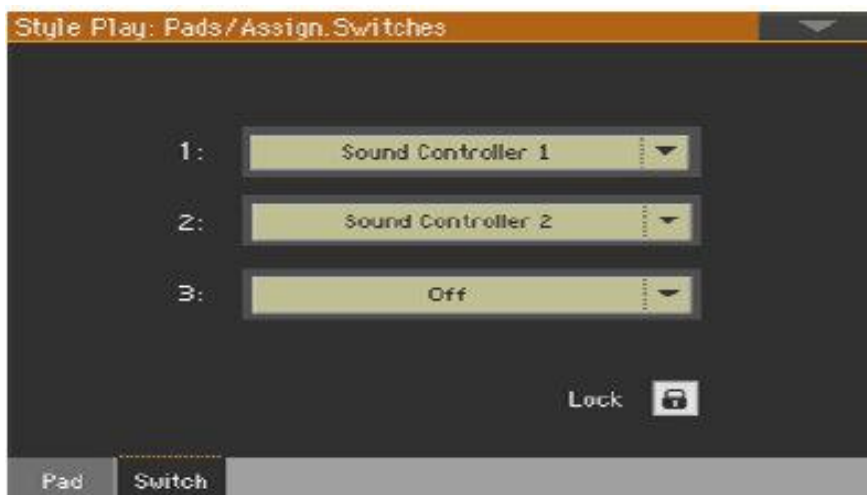 Style Play: Pads/Assign.Switches
1: Sound Controller 1
2: Sound Controller 2
3: Off
Lock
Pad Switch